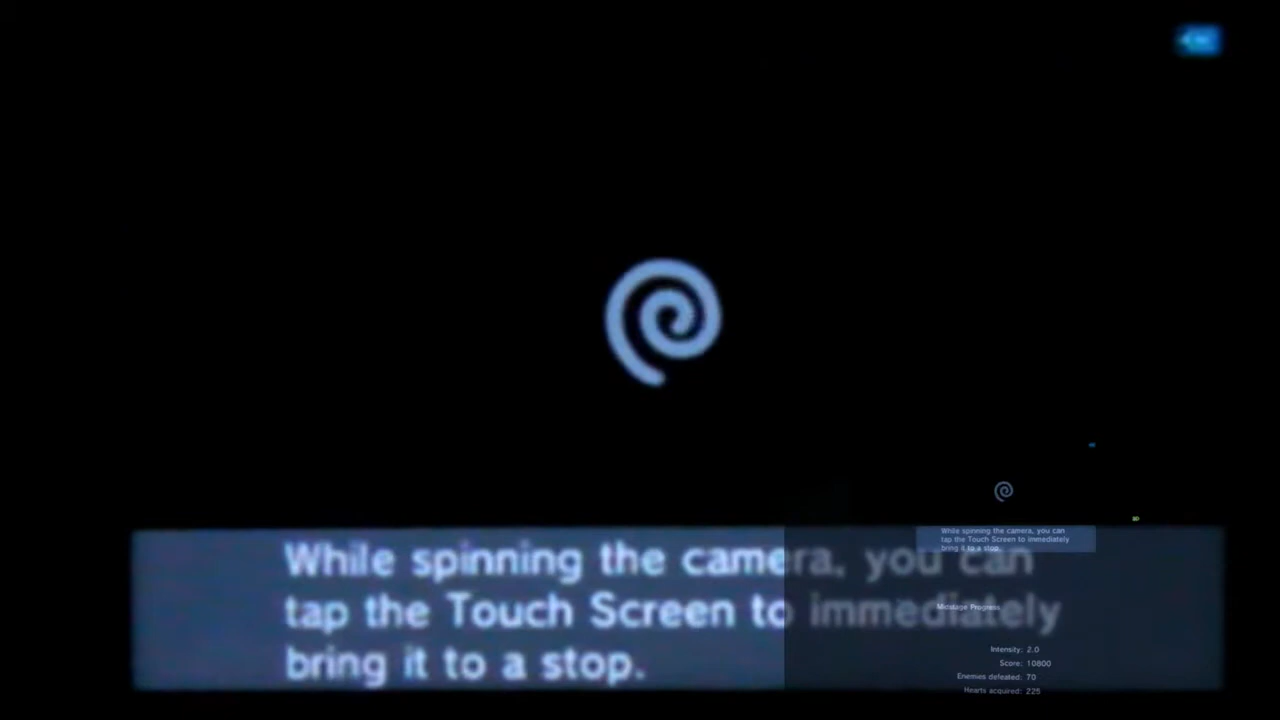 While spinning the camera, you can
tap the Touch Screen to immediately
bring it to a stop.
While spinning the camera, you can
tap the Touch Screen to immediately
bring it to a stop.
Midstage Progress
Intensity: 2.0
Score: 10800
Enemies defeated: 70
Hearts acquired: 225